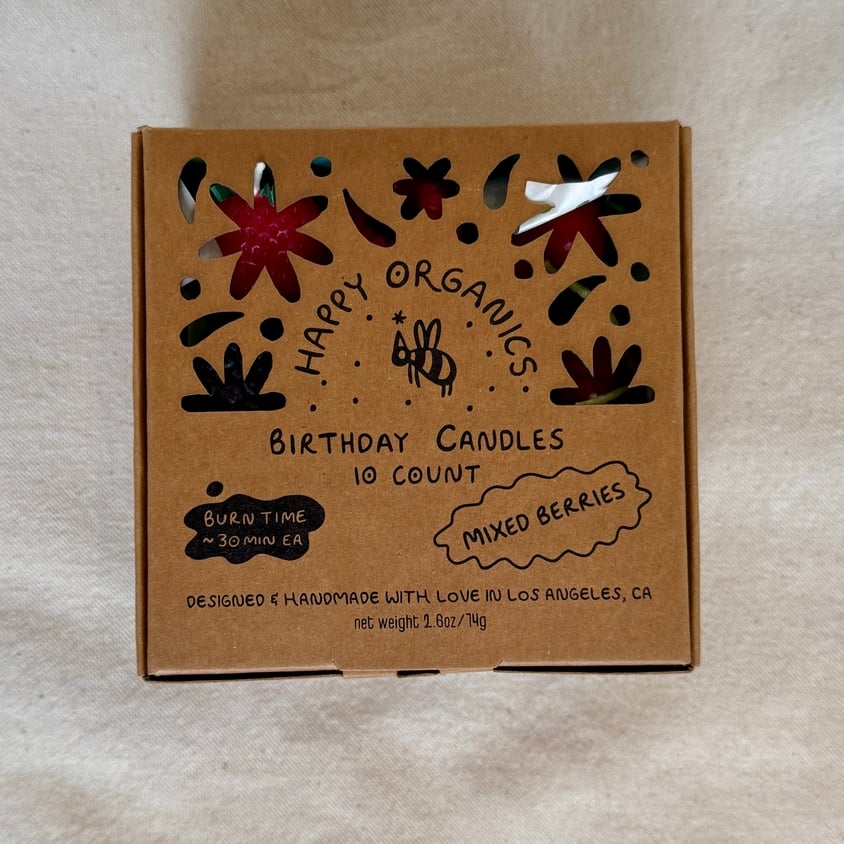 HAPPY ORGANICS
BIRTHDAY CANDLES
10 COUNT
BURN TIME
~30 MIN EA
MIXED BERRIES
DESIGNED & HANDMADE WITH LOVE IN LOS ANGELES, CA
net weight 2.6oz/74g